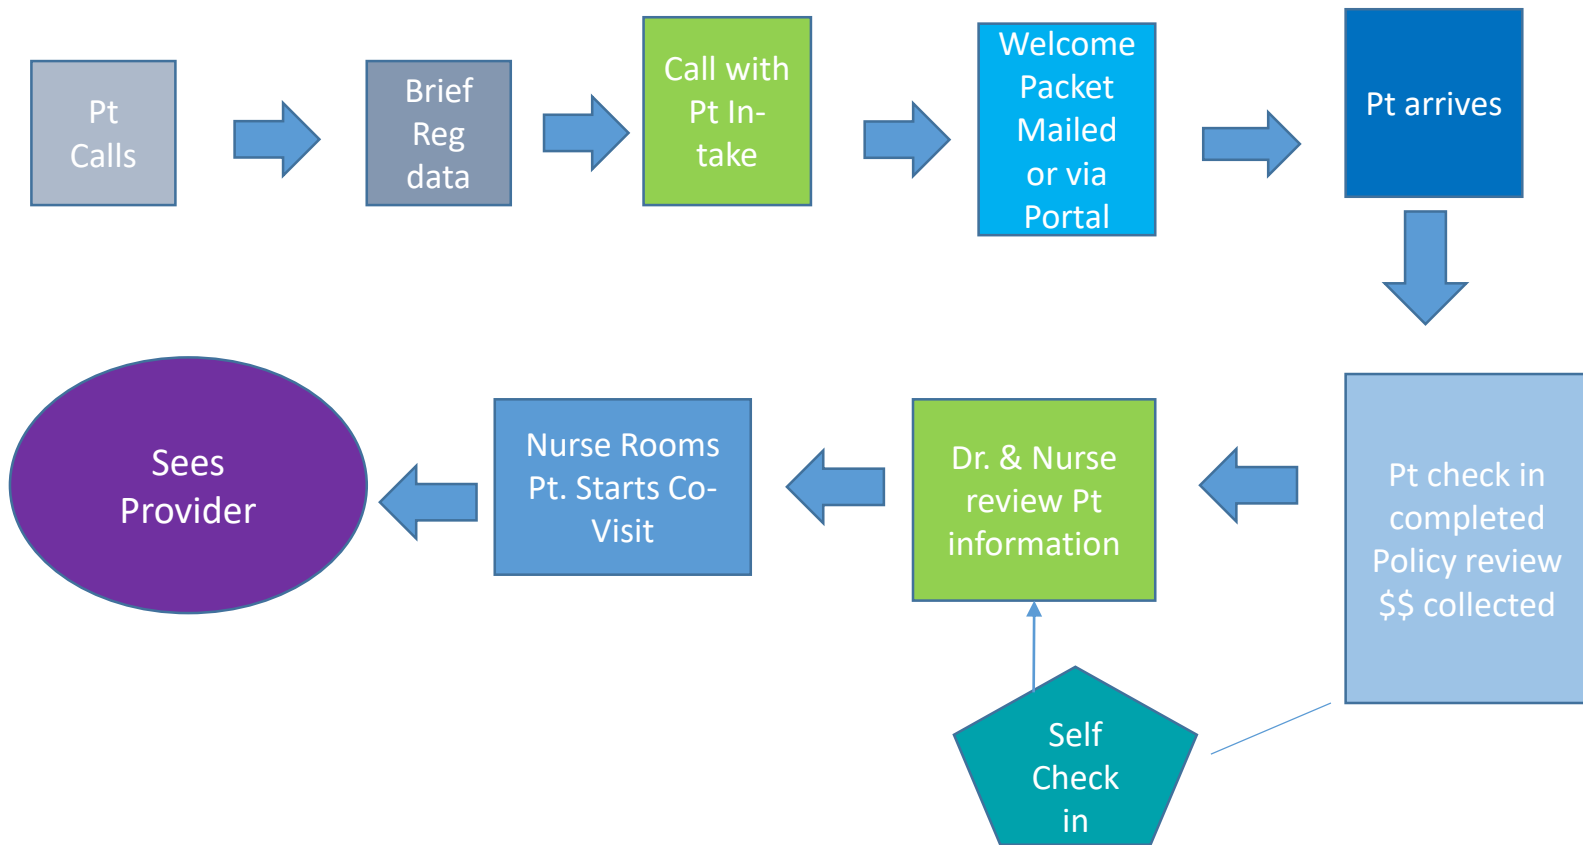 Pt
Calls
Brief
Reg
data
Call with
Pt In-
take
Welcome
Packet
Mailed
or via
Portal
Pt arrives
Pt check in
completed
Policy review
$$ collected
Dr. & Nurse
review Pt
information
Nurse Rooms
Pt. Starts Co-
Visit
Sees
Provider
Self
Check
in